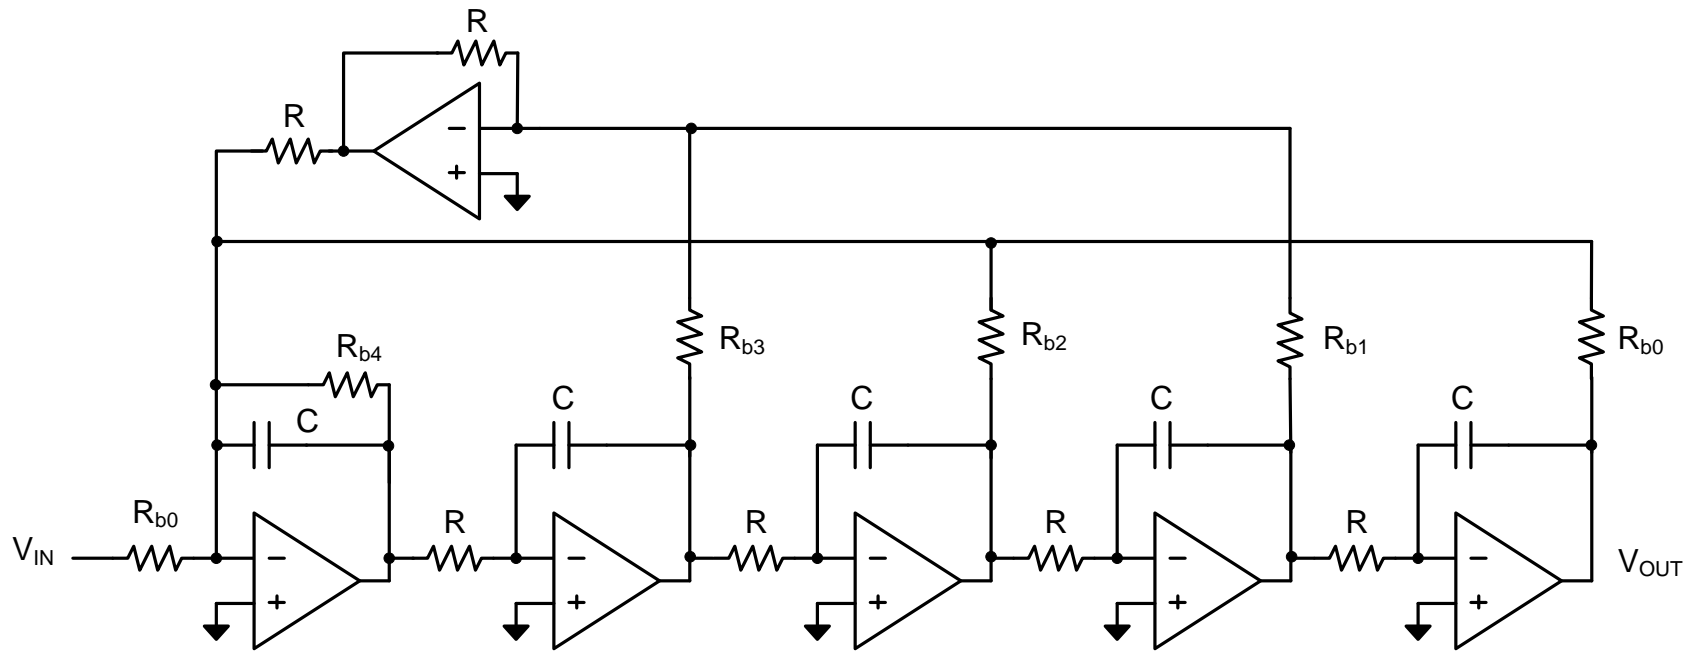 R
R
−
+
R_b4
R_b3
R_b2
R_b1
R_b0
C
C
C
C
C
V_IN
R_b0
R
R
R
R
V_OUT
−
+
−
+
−
+
−
+
−
+